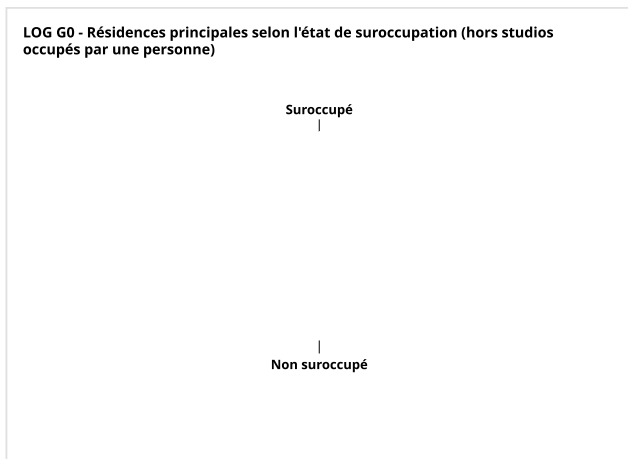 LOG G0 - Résidences principales selon l'état de suroccupation (hors studios
occupés par une personne)
Suroccupé
Non suroccupé